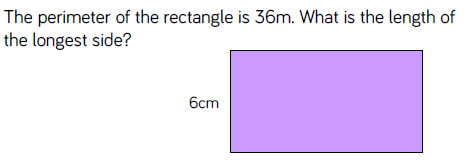 The perimeter of the rectangle is 36m. What is the length of
the longest side?
6cm